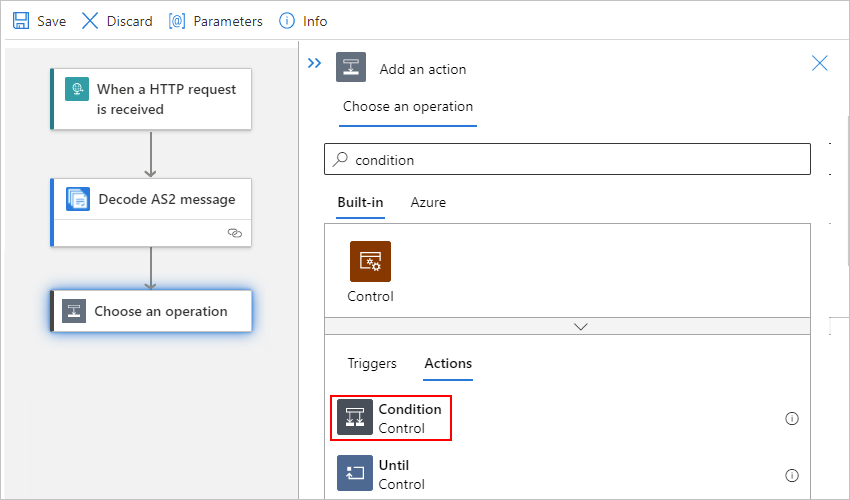 Save Discard [@] Parameters Info
When a HTTP request
is received
Decode AS2 message
Choose an operation
Add an action
Choose an operation
condition
Built-in Azure
Control
Triggers Actions
Condition
Control
Until
Control